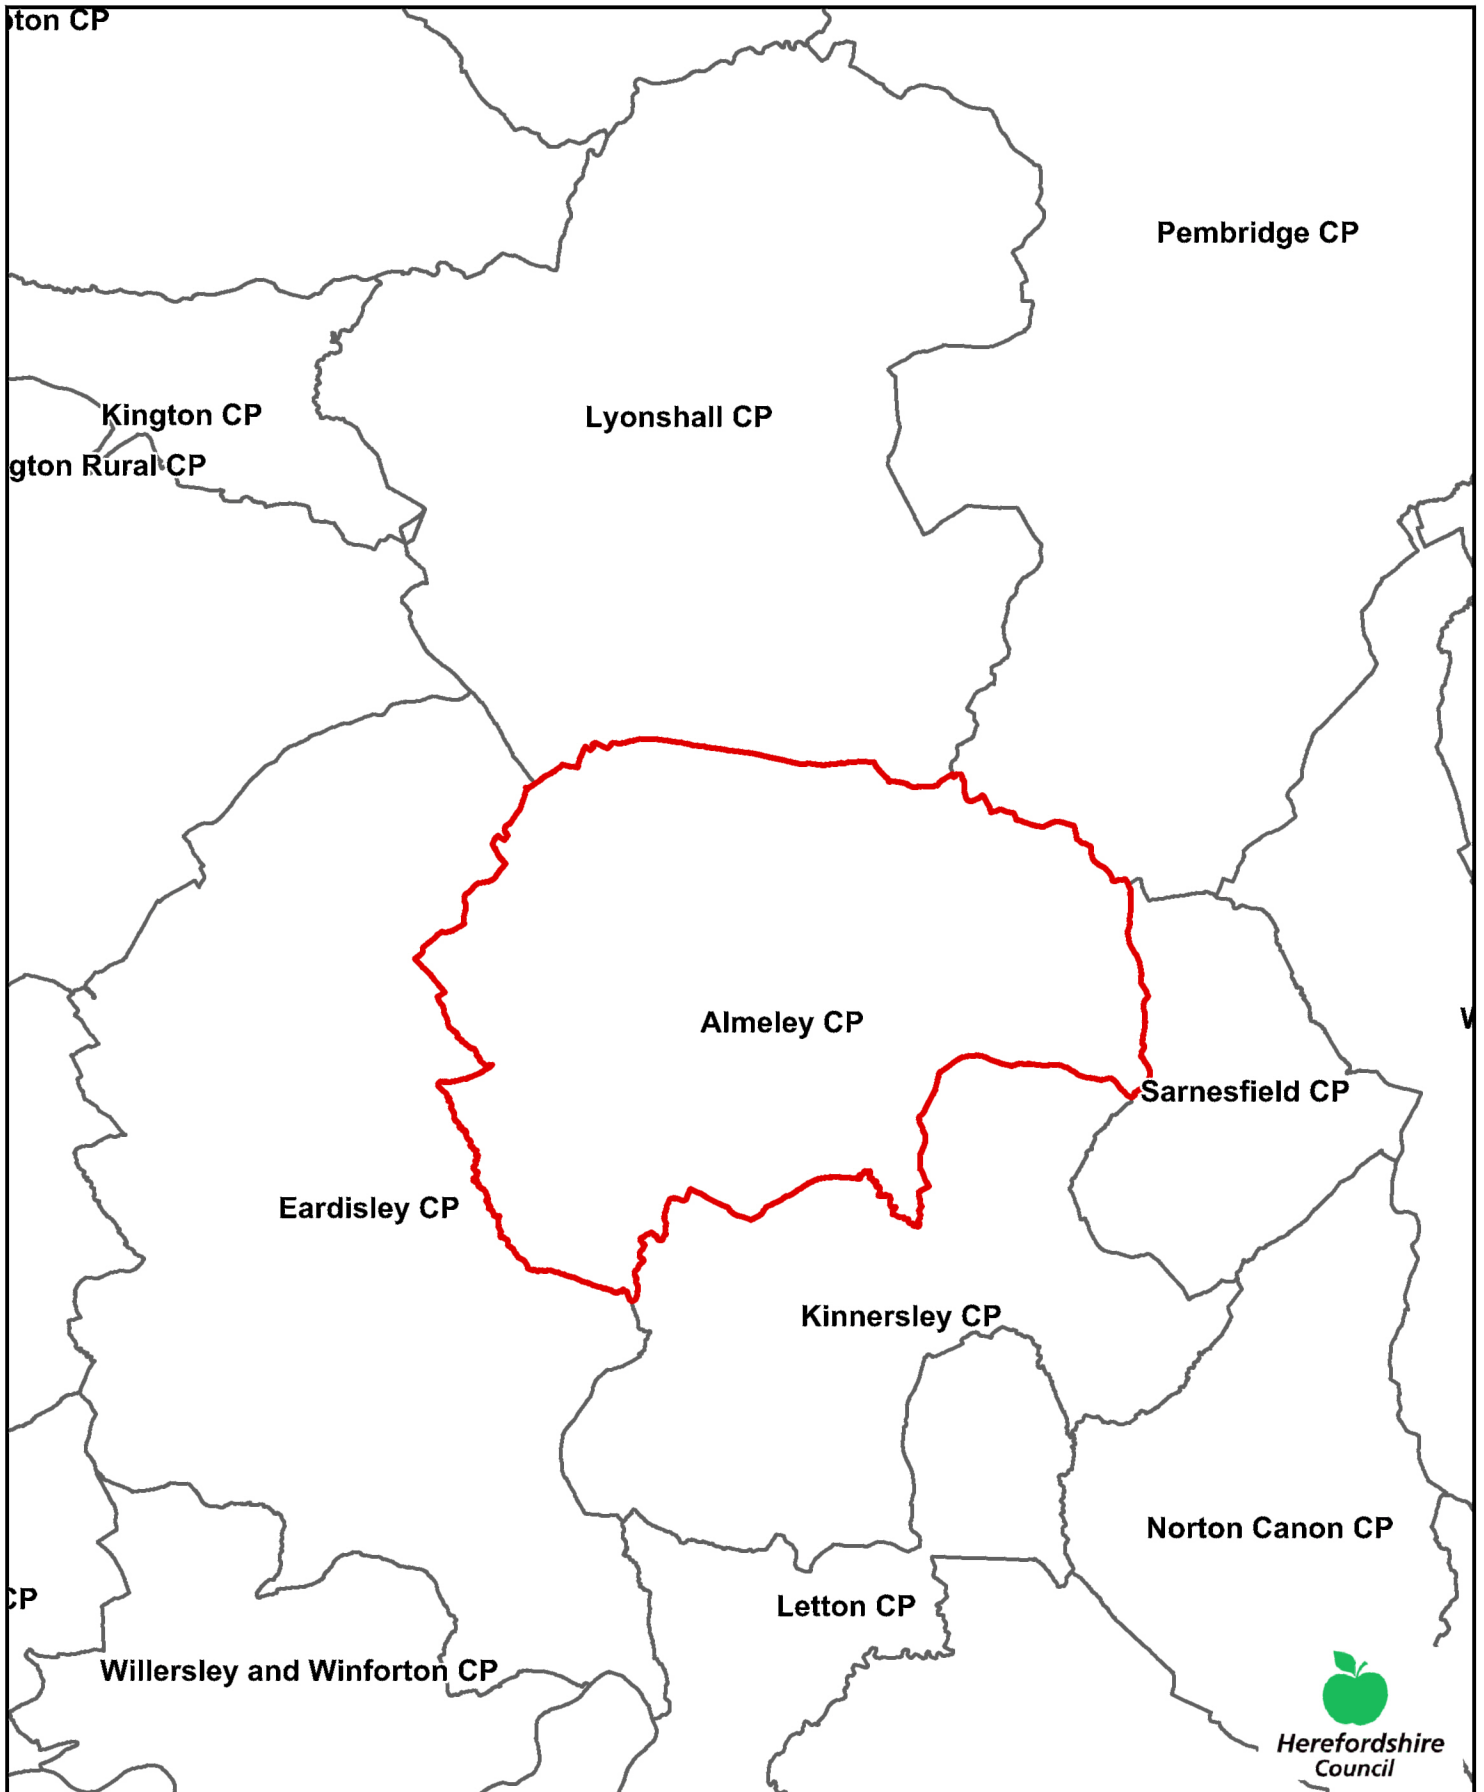 ton CP
Pembridge CP
Kington CP
Lyonshall CP
gton Rural CP
Almeley CP
Sarnesfield CP
Eardisley CP
Kinnersley CP
Norton Canon CP
CP
Letton CP
Willersley and Winforton CP
Herefordshire
Council